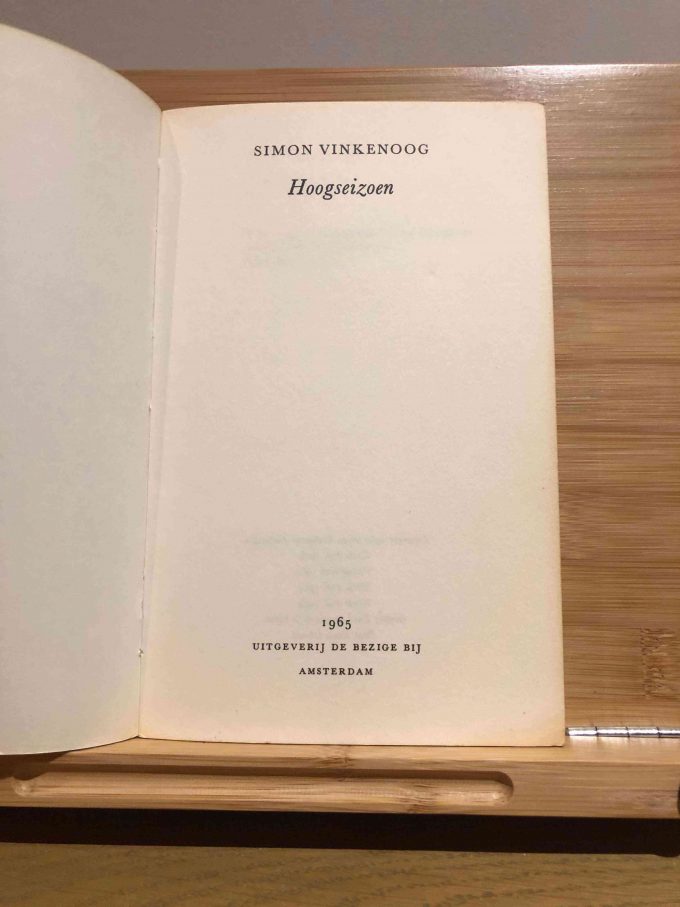 SIMON VINKENOOG
Hoogseizoen
1965
UITGEVERIJ DE BEZIGE BIJ
AMSTERDAM